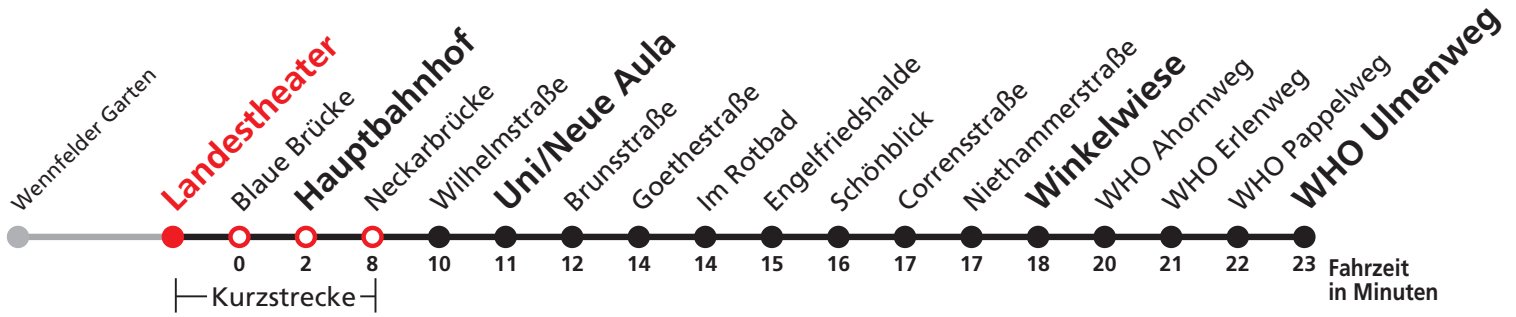 Wennfelder Garten
Landestheater
Blaue Brücke
Hauptbahnhof
Neckarbrücke
Wilhelmstraße
Uni/Neue Aula
Brunsstraße
Goethestraße
Im Rotbad
Engelfriedshalde
Schönblick
Corrensstraße
Niethammerstraße
Winkelwiese
WHO Ahornweg
WHO Erlenweg
WHO Pappelweg
WHO Ulmenweg
0 2 8 10 11 12 14 14 15 16 17 17 18 20 21 22 23 Fahrzeit
in Minuten
Kurzstrecke